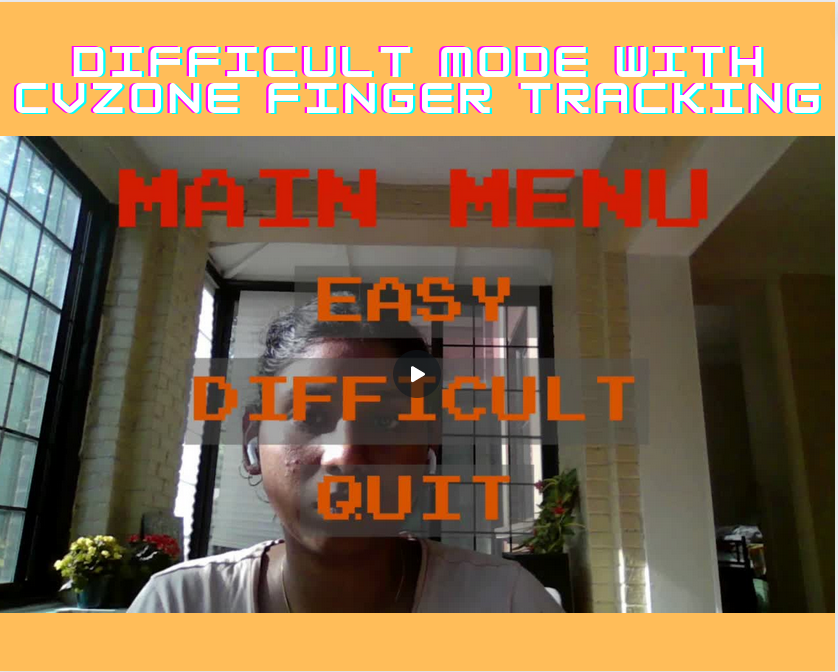 DIFFICULT MODE WITH
CVZONE FINGER TRACKING
MAIN MENU
EASY
DIFFICULT
QUIT